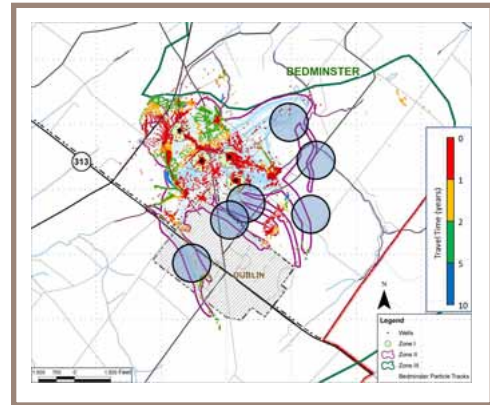 BEDMINSTER
313
DUBLIN
Travel Time (years)
0
1
2
5
10
N
Legend
Wells
Zone I
Zone II
Zone III
Bedminster Particle Tracks
Feet